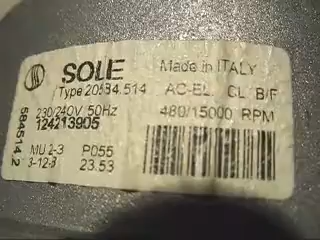 SOLE Made in ITALY
Type 20584.514 AC-EL. CL. B/F
230/240V 50Hz 480/15000 RPM
124213905
MU 2-3 P055
3-12-8 23.53
584514.2